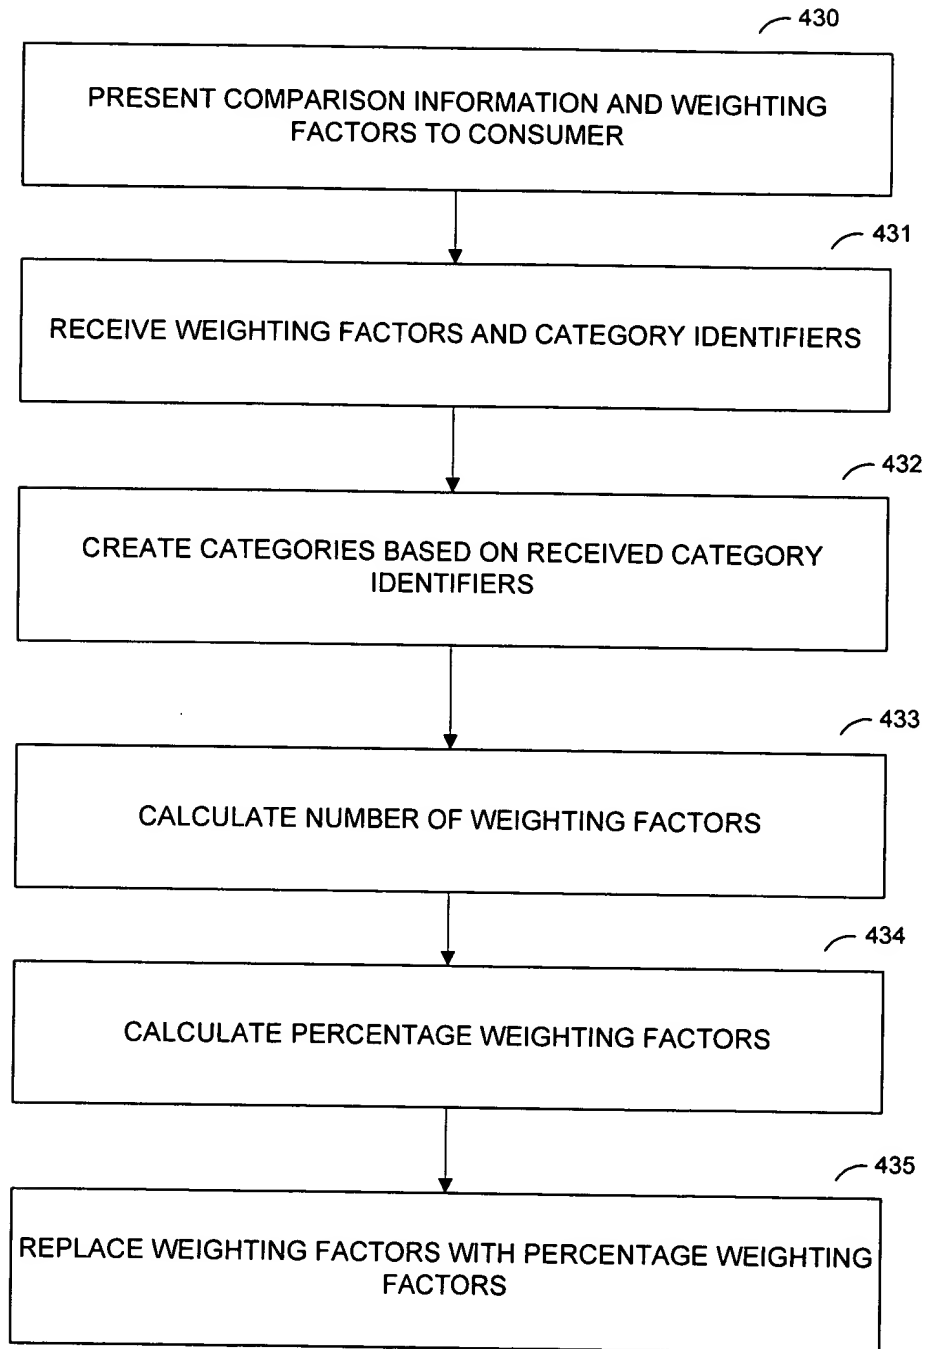 430
PRESENT COMPARISON INFORMATION AND WEIGHTING
FACTORS TO CONSUMER
431
RECEIVE WEIGHTING FACTORS AND CATEGORY IDENTIFIERS
432
CREATE CATEGORIES BASED ON RECEIVED CATEGORY
IDENTIFIERS
433
CALCULATE NUMBER OF WEIGHTING FACTORS
434
CALCULATE PERCENTAGE WEIGHTING FACTORS
435
REPLACE WEIGHTING FACTORS WITH PERCENTAGE WEIGHTING
FACTORS